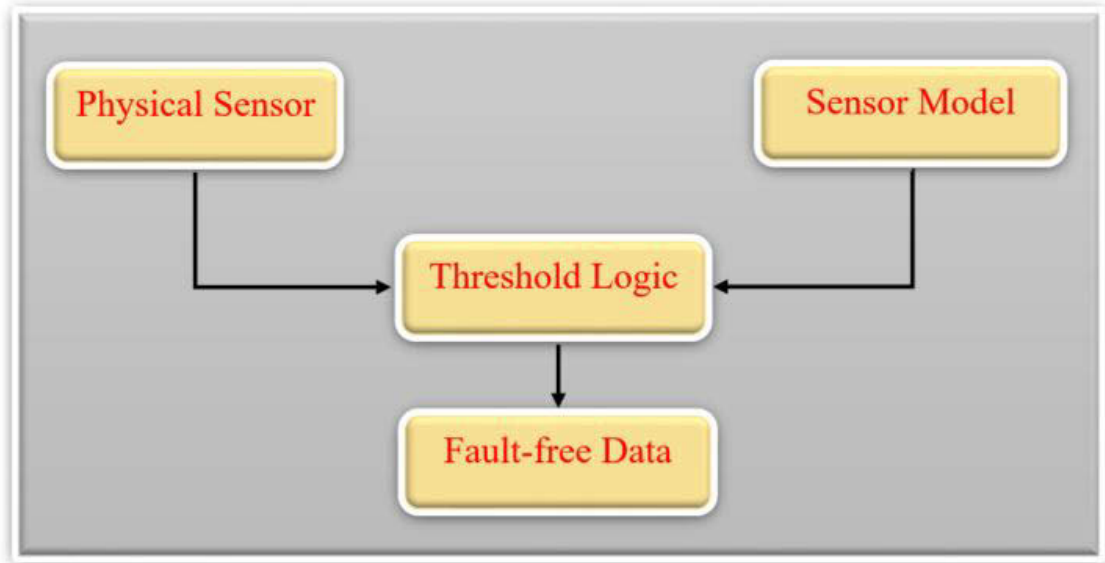 Physical Sensor
Sensor Model
Threshold Logic
Fault-free Data